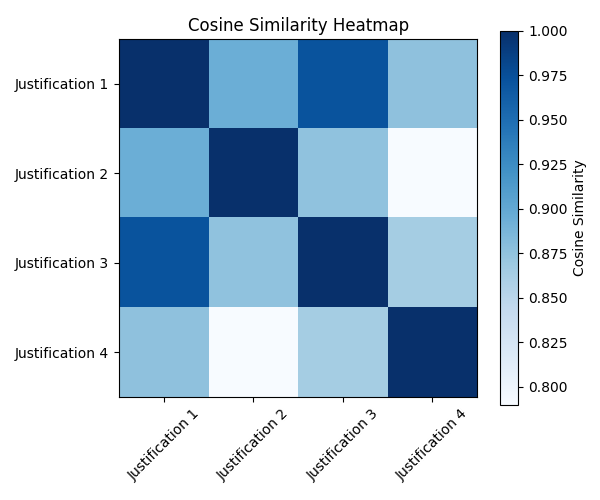 Cosine Similarity Heatmap
Justification 1
Justification 2
Justification 3
Justification 4
Justification 1
Justification 2
Justification 3
Justification 4
1.000
0.975
0.950
0.925
0.900
0.875
0.850
0.825
0.800
Cosine Similarity